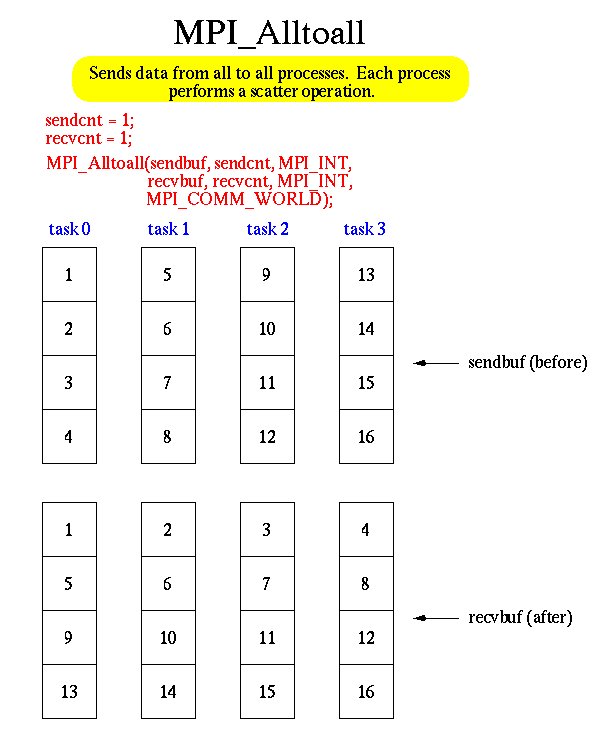 MPI_Alltoall
Sends data from all to all processes. Each process
performs a scatter operation.
sendcnt = 1;
recvcnt = 1;
MPI_Alltoall(sendbuf, sendcnt, MPI_INT,
recvbuf, recvcnt, MPI_INT,
MPI_COMM_WORLD);
task 0 task 1 task 2 task 3
1 5 9 13
2 6 10 14
sendbuf (before)
3 7 11 15
4 8 12 16
1 2 3 4
5 6 7 8
recvbuf (after)
9 10 11 12
13 14 15 16